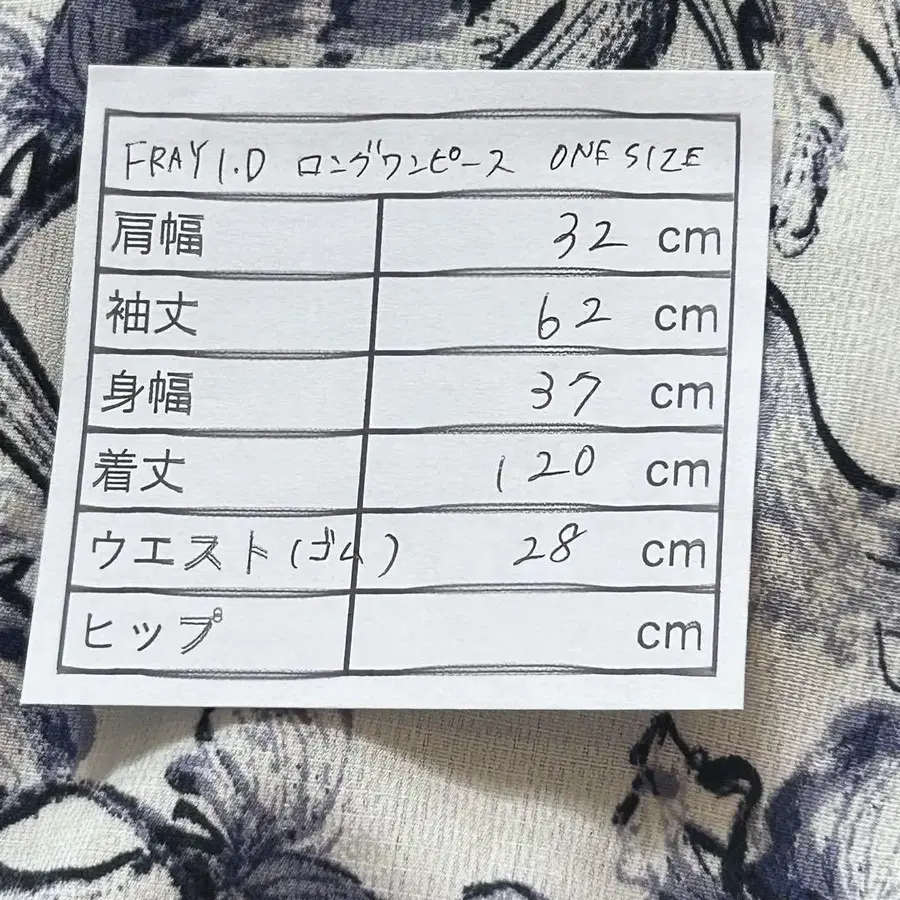 FRAY I.D ロングワンピース ONE SIZE
肩幅 32 cm
袖丈 62 cm
身幅 37 cm
着丈 120 cm
ウエスト(ゴム) 28 cm
ヒップ cm